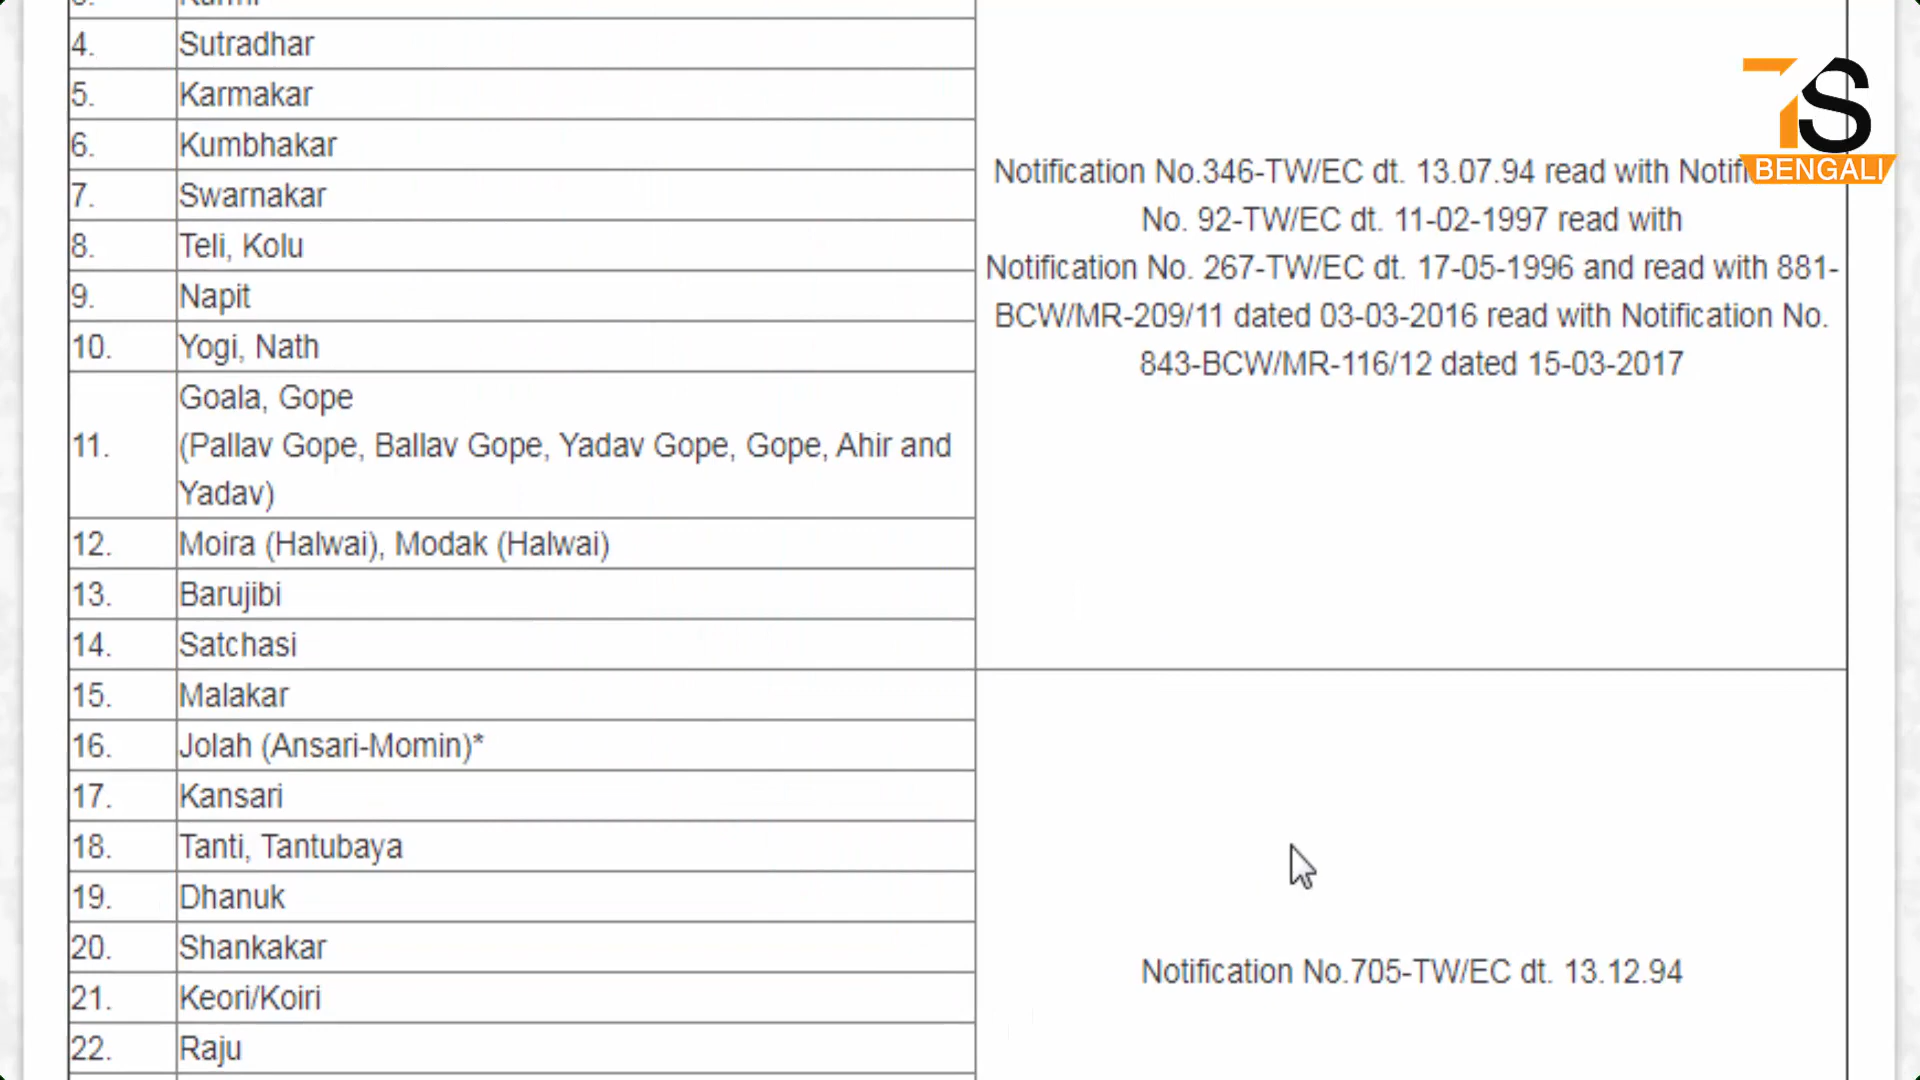 4. Sutradhar
5. Karmakar
6. Kumbhakar
7. Swarnakar
8. Teli, Kolu
9. Napit
10. Yogi, Nath
11. Goala, Gope
(Pallav Gope, Ballav Gope, Yadav Gope, Gope, Ahir and
Yadav)
12. Moira (Halwai), Modak (Halwai)
13. Barujibi
14. Satchasi
Notification No.346-TW/EC dt. 13.07.94 read with
No. 92-TW/EC dt. 11-02-1997 read with
Notification No. 267-TW/EC dt. 17-05-1996 and read with 881-
BCW/MR-209/11 dated 03-03-2016 read with Notification No.
843-BCW/MR-116/12 dated 15-03-2017
15. Malakar
16. Jolah (Ansari-Momin)*
17. Kansari
18. Tanti, Tantubaya
19. Dhanuk
20. Shankakar
21. Keori/Koiri
22. Raju
Notification No.705-TW/EC dt. 13.12.94
7S
BENGALI